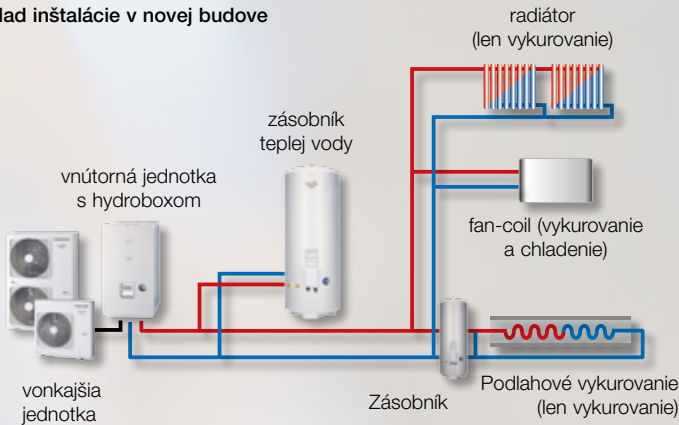 lad inštalácie v novej budove
radiátor
(len vykurovanie)
zásobník
teplej vody
vnútorná jednotka
s hydroboxom
fan-coil (vykurovanie
a chladenie)
vonkajšia
jednotka
Zásobník
Podlahové vykurovanie
(len vykurovanie)